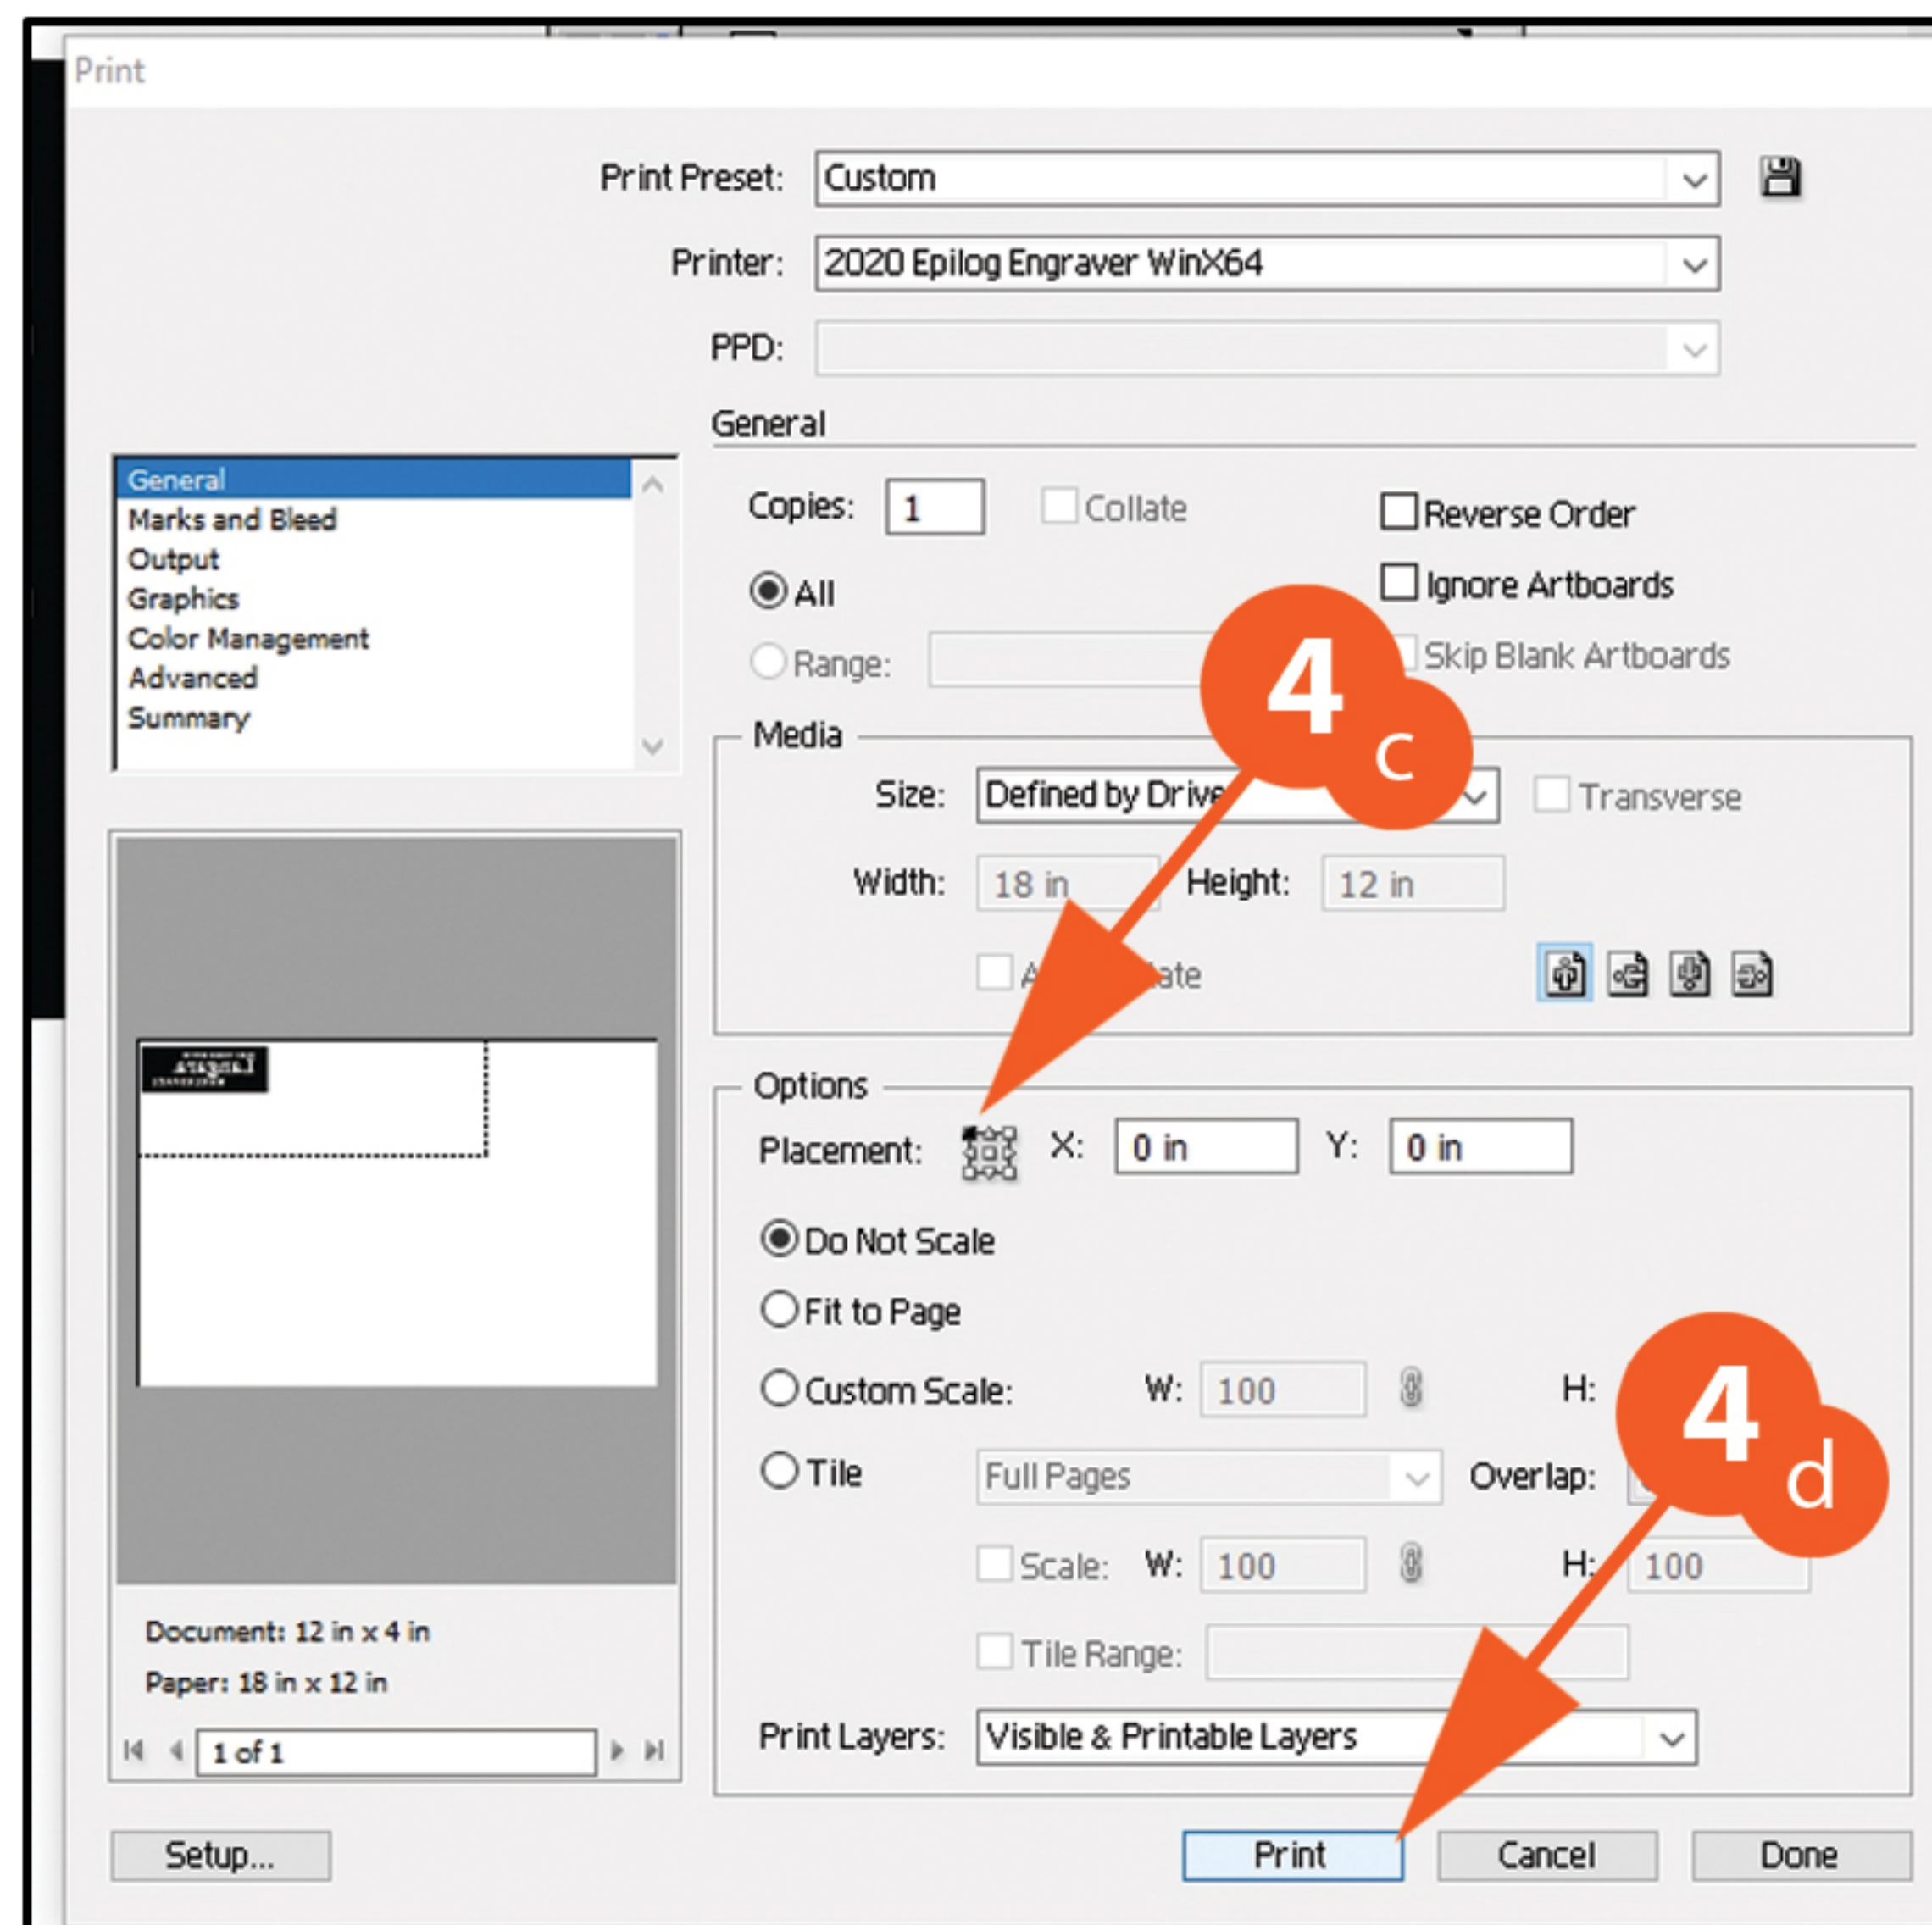 Print
Print Preset: Custom
Printer: 2020 Epilog Engraver WinX64
PPD:
General
General
Marks and Bleed
Output
Graphics
Color Management
Advanced
Summary
Copies: 1 Collate Reverse Order
All Ignore Artboards
Range: Skip Blank Artboards
4 c
Media
Size: Defined by Drive Transverse
Width: 18 in Height: 12 in
Options
Placement: X: 0 in Y: 0 in
Do Not Scale
Fit to Page
Custom Scale: W: 100 H:
4 d
Tile Full Pages Overlap:
Scale: W: 100 H: 100
Tile Range:
Print Layers: Visible & Printable Layers
Document: 12 in x 4 in
Paper: 18 in x 12 in
1 of 1
Setup... Print Cancel Done